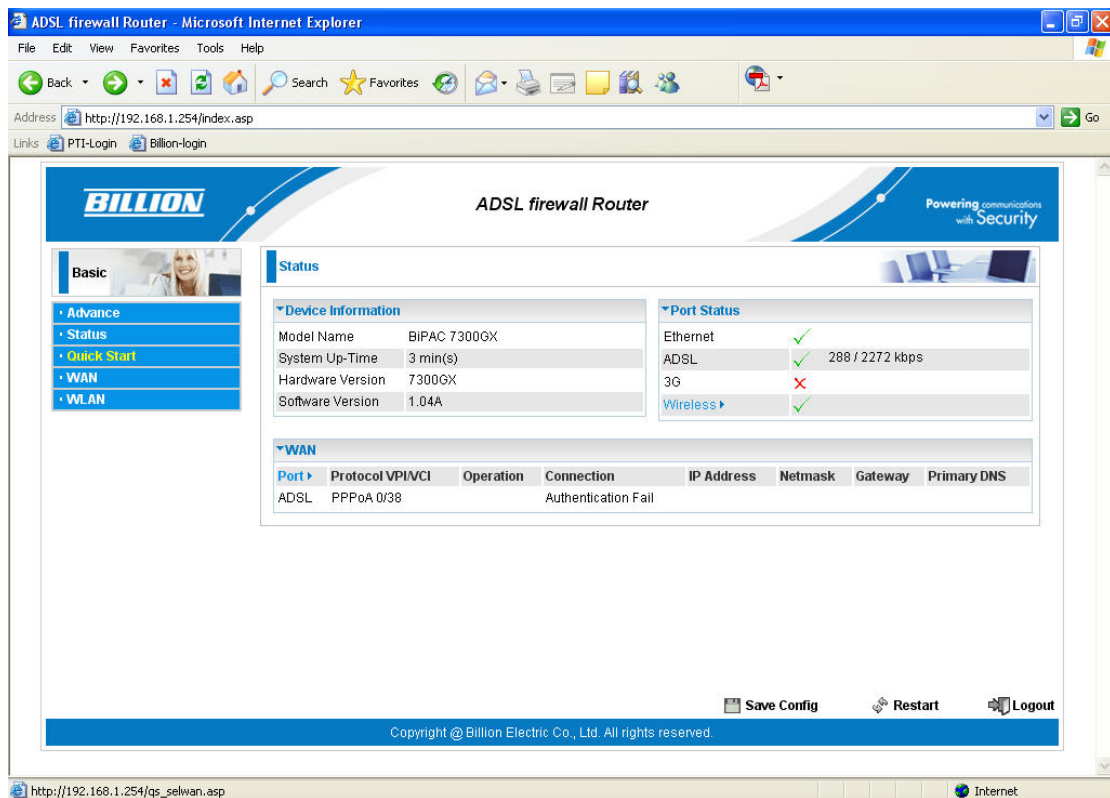 ADSL firewall Router - Microsoft Internet Explorer
File Edit View Favorites Tools Help
Back Search Favorites
Address http://192.168.1.254/index.asp Go
Links PTI-Login Billion-login
BILLION
ADSL firewall Router
Powering communications
with Security
Basic
· Advance
· Status
· Quick Start
· WAN
· WLAN
Status
Device Information
Model Name BiPAC 7300GX
System Up-Time 3 min(s)
Hardware Version 7300GX
Software Version 1.04A
Port Status
Ethernet
ADSL 288 / 2272 kbps
3G
Wireless
WAN
Port Protocol VPI/VCI Operation Connection IP Address Netmask Gateway Primary DNS
ADSL PPPoA 0/38 Authentication Fail
Save Config Restart Logout
Copyright @ Billion Electric Co., Ltd. All rights reserved.
http://192.168.1.254/qs_selwan.asp Internet